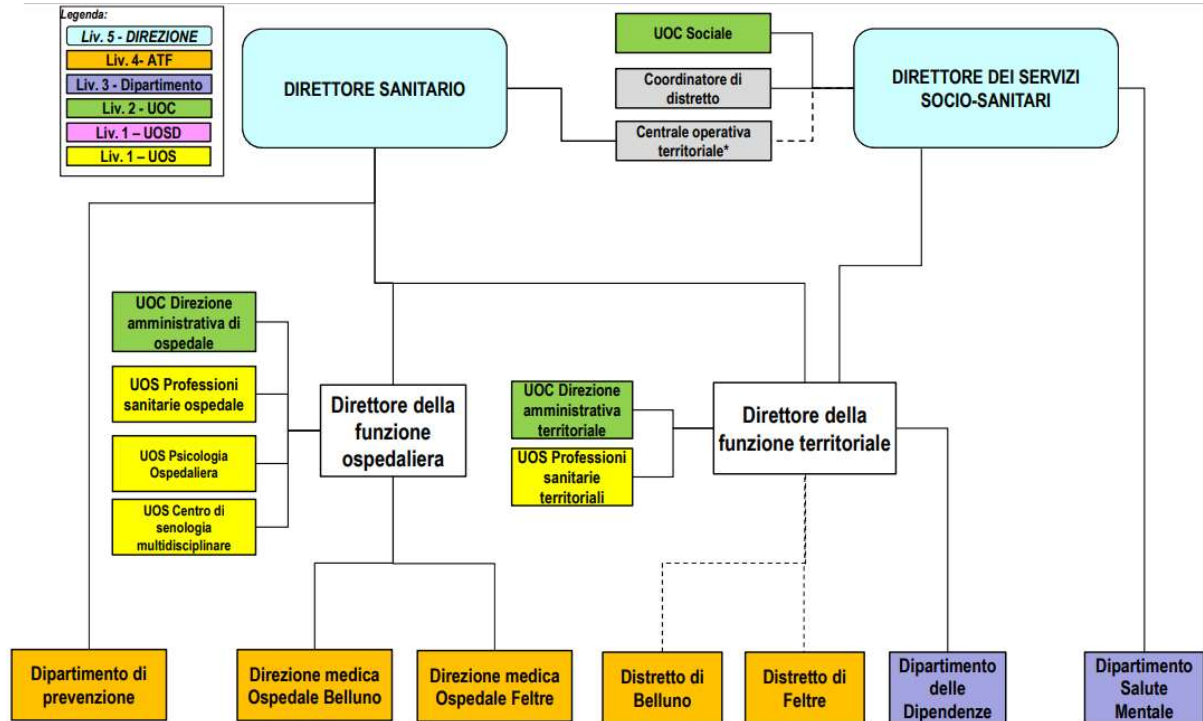 Legenda:
Liv. 5 - DIREZIONE
Liv. 4- ATF
Liv. 3 - Dipartimento
Liv. 2 - UOC
Liv. 1 – UOSD
Liv. 1 – UOS
DIRETTORE SANITARIO
UOC Sociale
Coordinatore di
distretto
Centrale operativa
territoriale*
DIRETTORE DEI SERVIZI
SOCIO-SANITARI
UOC Direzione
amministrativa di
ospedale
UOS Professioni
sanitarie ospedale
UOS Psicologia
Ospedaliera
UOS Centro di
senologia
multidisciplinare
Direttore della
funzione
ospedaliera
UOC Direzione
amministrativa
territoriale
UOS Professioni
sanitarie
territoriali
Direttore della
funzione territoriale
Dipartimento di
prevenzione
Direzione medica
Ospedale Belluno
Direzione medica
Ospedale Feltre
Distretto di
Belluno
Distretto di
Feltre
Dipartimento
delle
Dipendenze
Dipartimento
Salute
Mentale